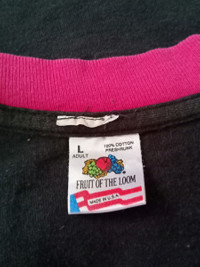 L
ADULT
100% COTTON
PRESHRUNK
FRUIT OF THE LOOM
MADE IN U.S.A.